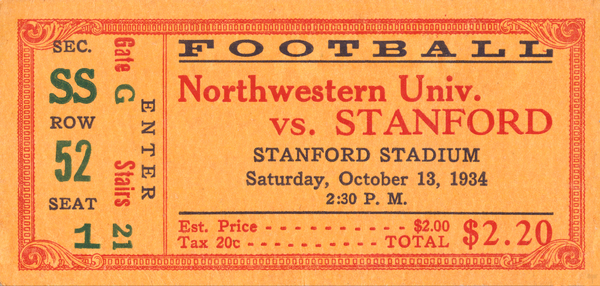 SEC.
SS
ROW
52
SEAT
1
Gate G Stairs 21
ENTER
FOOTBALL
Northwestern Univ.
vs. STANFORD
STANFORD STADIUM
Saturday, October 13, 1934
2:30 P. M.
Est. Price - - - - - - - - - - - - $2.00
Tax 20c - - - - - - - - - TOTAL $2.20